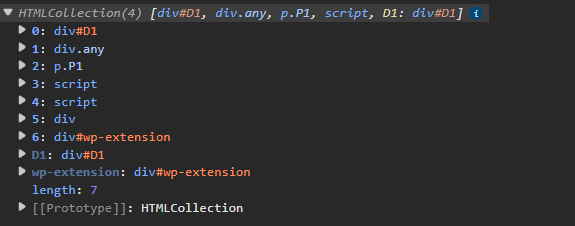 HTMLCollection(4) [div#D1, div.any, p.P1, script, D1: div#D1] i
0: div#D1
1: div.any
2: p.P1
3: script
4: script
5: div
6: div#wp-extension
D1: div#D1
wp-extension: div#wp-extension
length: 7
[[Prototype]]: HTMLCollection